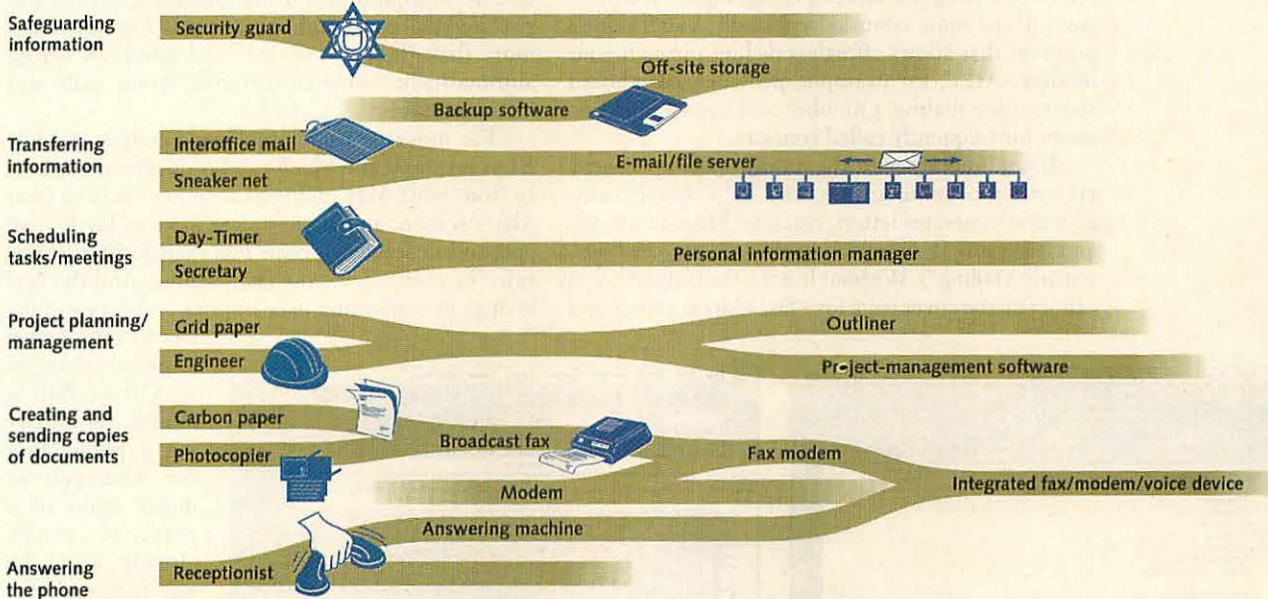 Safeguarding
information
Security guard
Off-site storage
Backup software
Transferring
information
Interoffice mail
Sneaker net
E-mail/file server
Scheduling
tasks/meetings
Day-Timer
Secretary
Personal information manager
Project planning/
management
Grid paper
Engineer
Outliner
Project-management software
Creating and
sending copies
of documents
Carbon paper
Photocopier
Broadcast fax
Modem
Fax modem
Integrated fax/modem/voice device
Answering machine
Answering
the phone
Receptionist